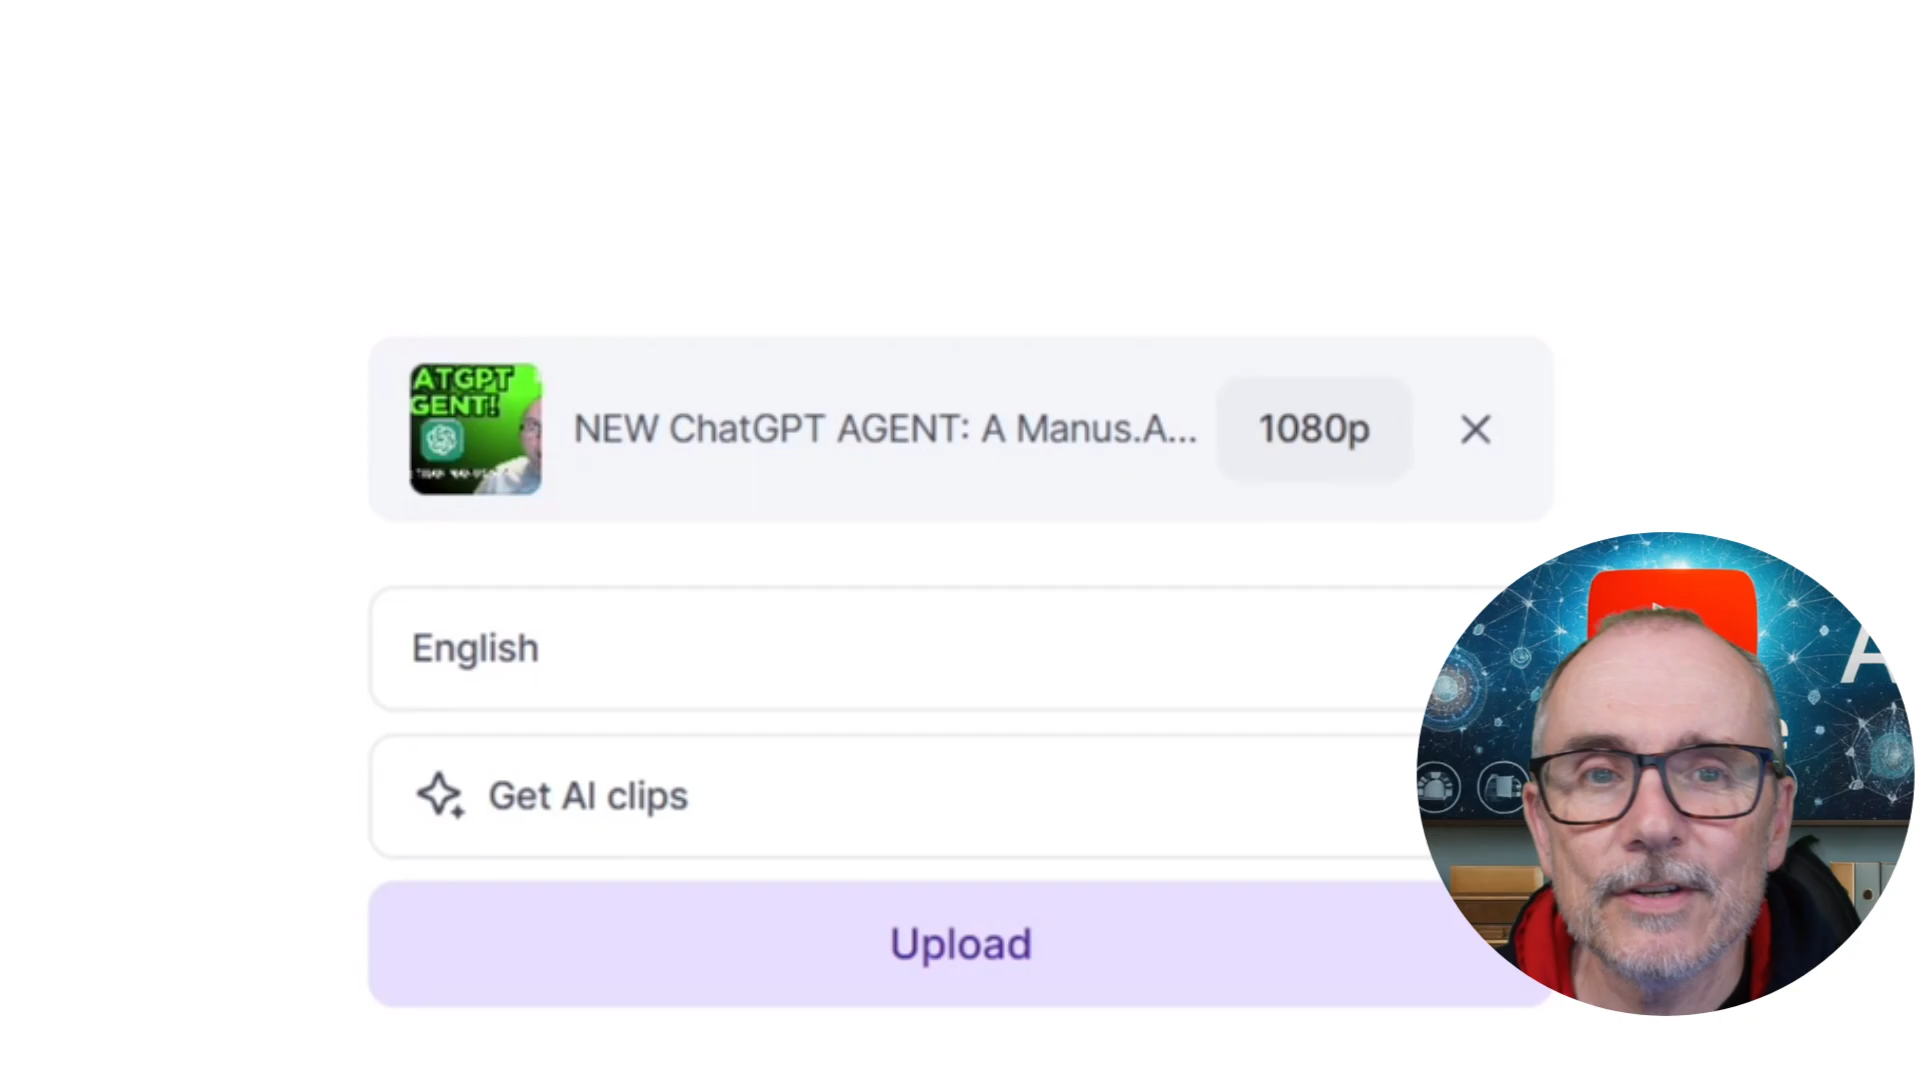 ATGPT
GENT!
NEW ChatGPT AGENT: A Manus.A...
1080p
English
Get AI clips
Upload
A
e